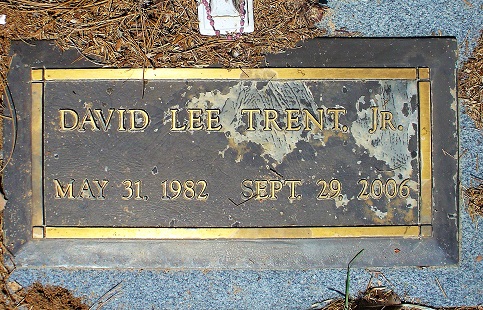 DAVID LEE TRENT, JR.
MAY 31, 1982 SEPT. 29, 2006